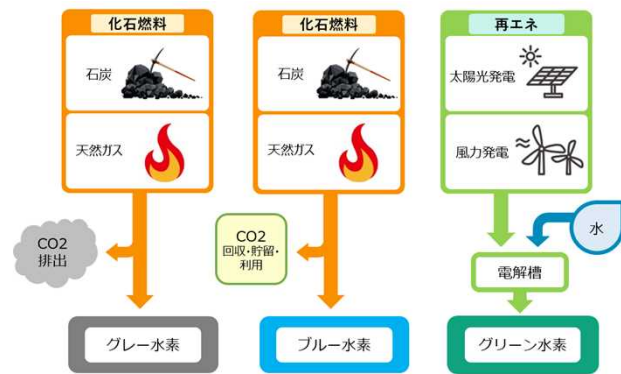 化石燃料
石炭
天然ガス
CO2
排出
グレー水素
化石燃料
石炭
天然ガス
CO2
回収・貯留・
利用
ブルー水素
再エネ
太陽光発電
風力発電
水
電解槽
グリーン水素